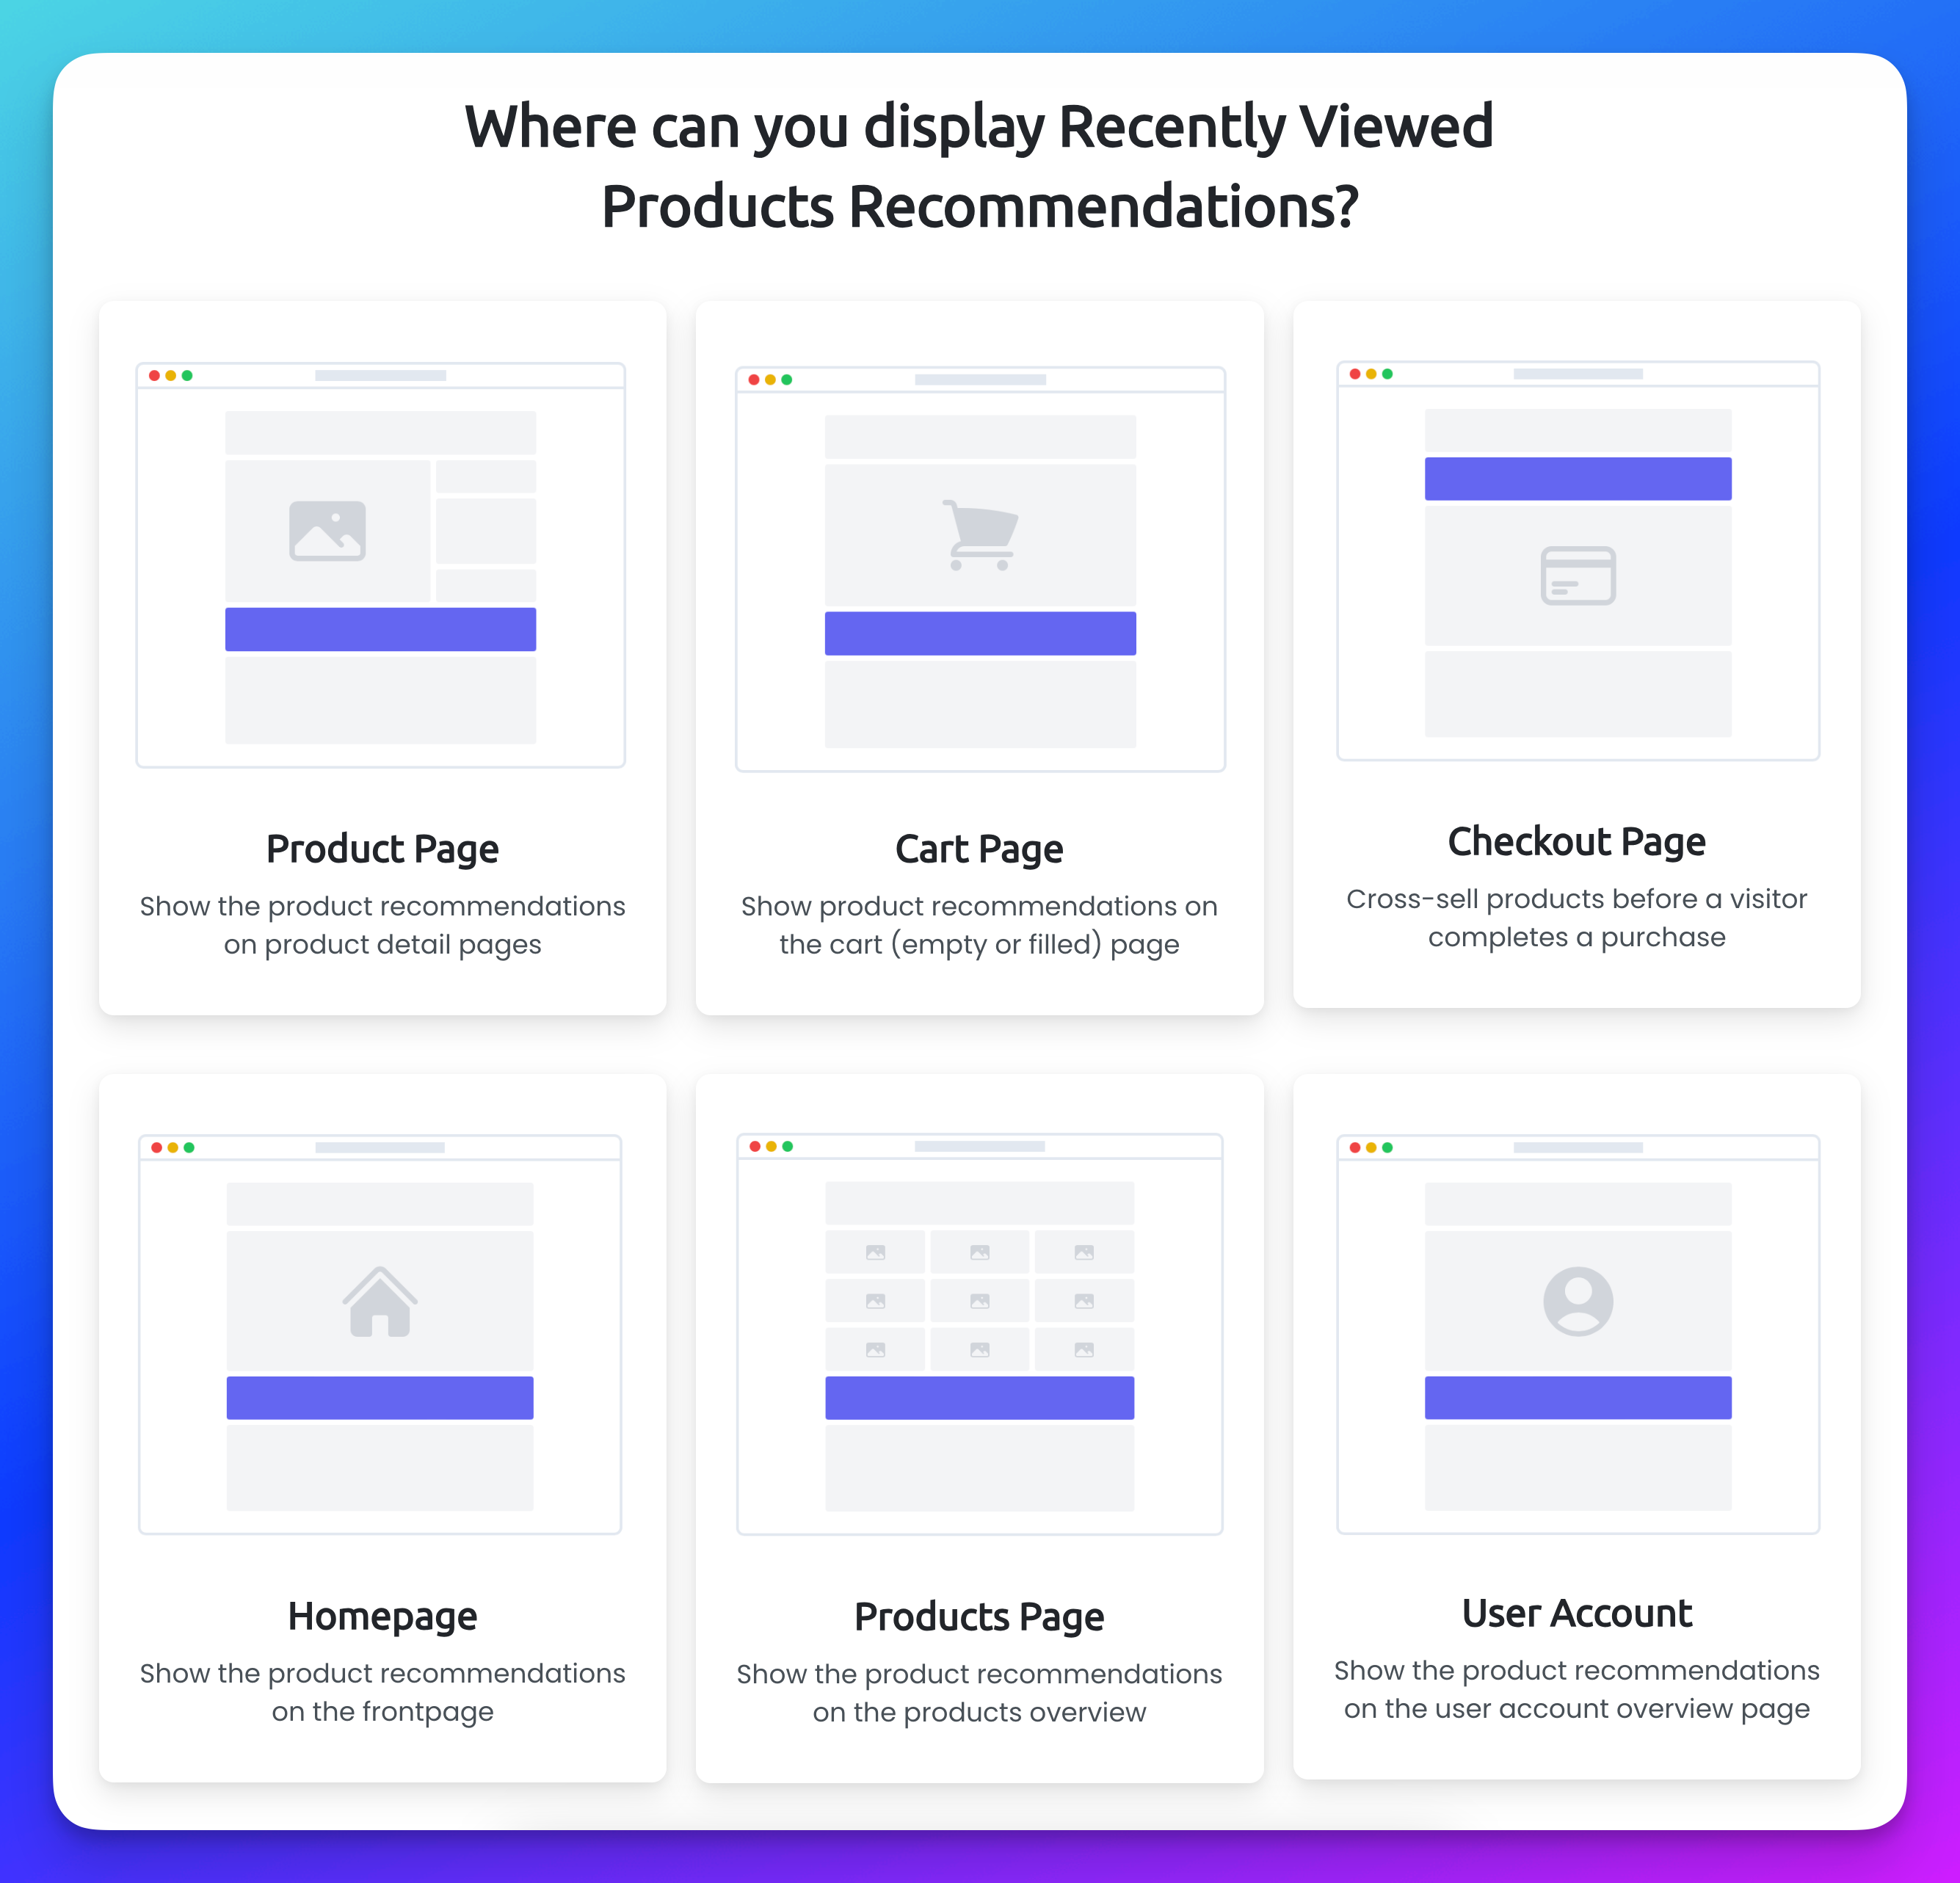 Where can you display Recently Viewed
Products Recommendations?
Product Page
Show the product recommendations
on product detail pages
Cart Page
Show product recommendations on
the cart (empty or filled) page
Checkout Page
Cross-sell products before a visitor
completes a purchase
Homepage
Show the product recommendations
on the frontpage
Products Page
Show the product recommendations
on the products overview
User Account
Show the product recommendations
on the user account overview page